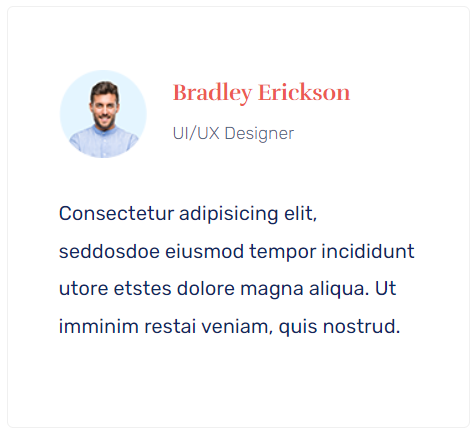 Bradley Erickson
UI/UX Designer
Consectetur adipisicing elit,
seddosdoe eiusmod tempor incididunt
utore etstes dolore magna aliqua. Ut
imminim restai veniam, quis nostrud.